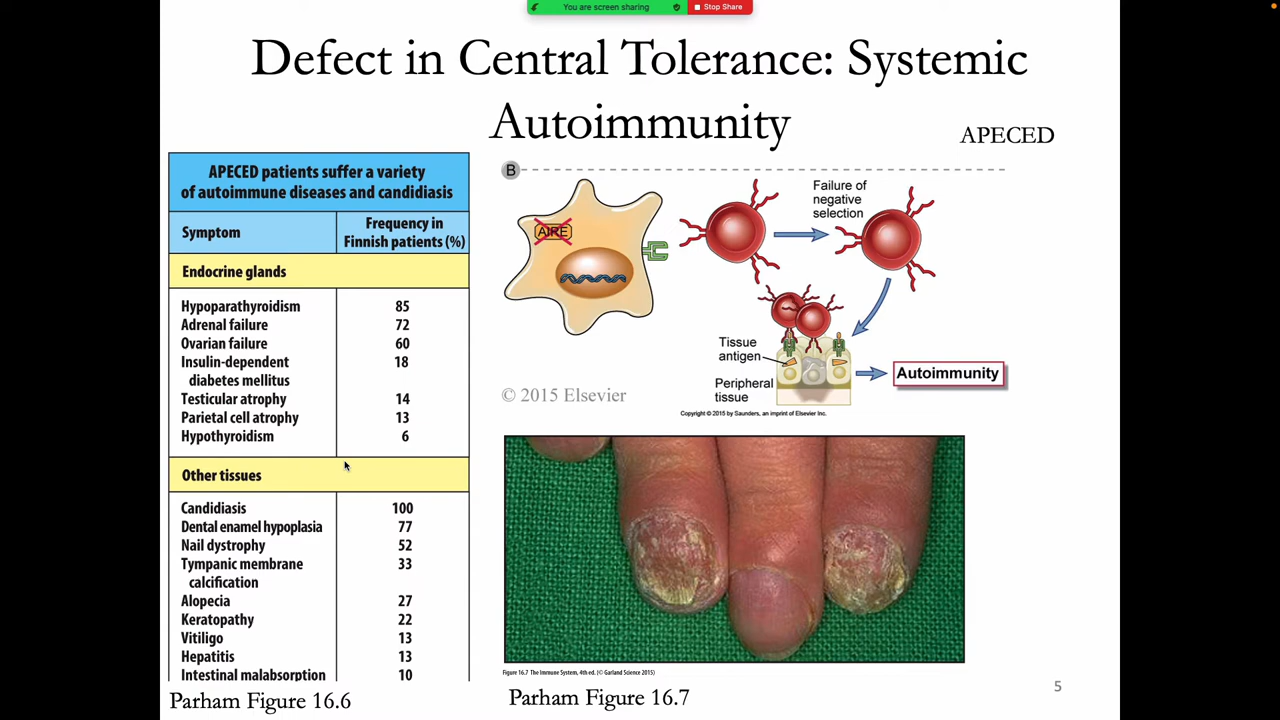 You are screen sharing
Stop Share
Defect in Central Tolerance: Systemic
Autoimmunity
APECED
APECED patients suffer a variety
of autoimmune diseases and candidiasis
Symptom
Frequency in
Finnish patients (%)
Endocrine glands
Hypoparathyroidism 85
Adrenal failure 72
Ovarian failure 60
Insulin-dependent 18
diabetes mellitus
Testicular atrophy 14
Parietal cell atrophy 13
Hypothyroidism 6
Other tissues
Candidiasis 100
Dental enamel hypoplasia 77
Nail dystrophy 52
Tympanic membrane 33
calcification
Alopecia 27
Keratopathy 22
Vitiligo 13
Hepatitis 13
Intestinal malabsorption 10
Parham Figure 16.6
B
AIRE
Failure of
negative
selection
Tissue
antigen
Peripheral
tissue
Autoimmunity
© 2015 Elsevier
Copyright © 2015 by Saunders, an imprint of Elsevier Inc.
Figure 16.7 The Immune System, 4th ed. (© Garland Science 2015)
Parham Figure 16.7
5